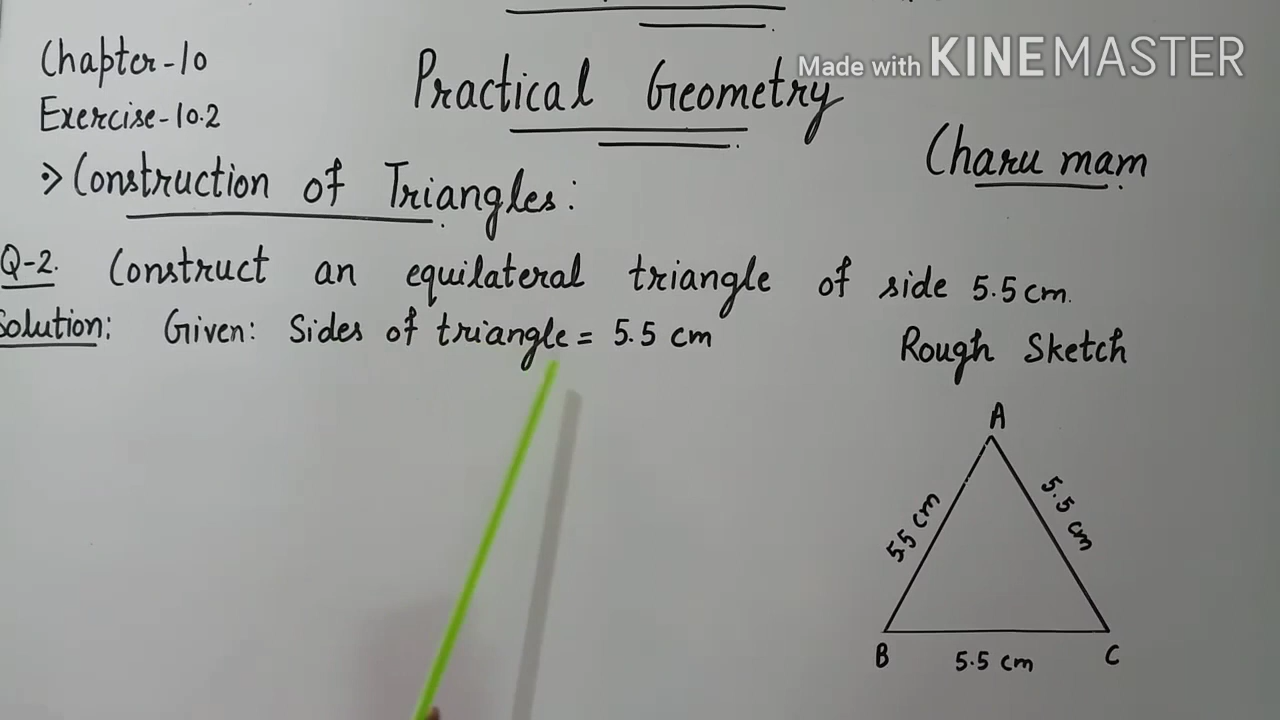 Made with KINEMASTER
Chapter-10
Exercise-10.2
Practical Geometry
Charu mam
Construction of Triangles:
Q-2. Construct an equilateral triangle of side 5.5 cm.
Solution: Given: Sides of triangle = 5.5 cm
Rough Sketch
A
5.5 cm
5.5 cm
B
5.5 cm
C